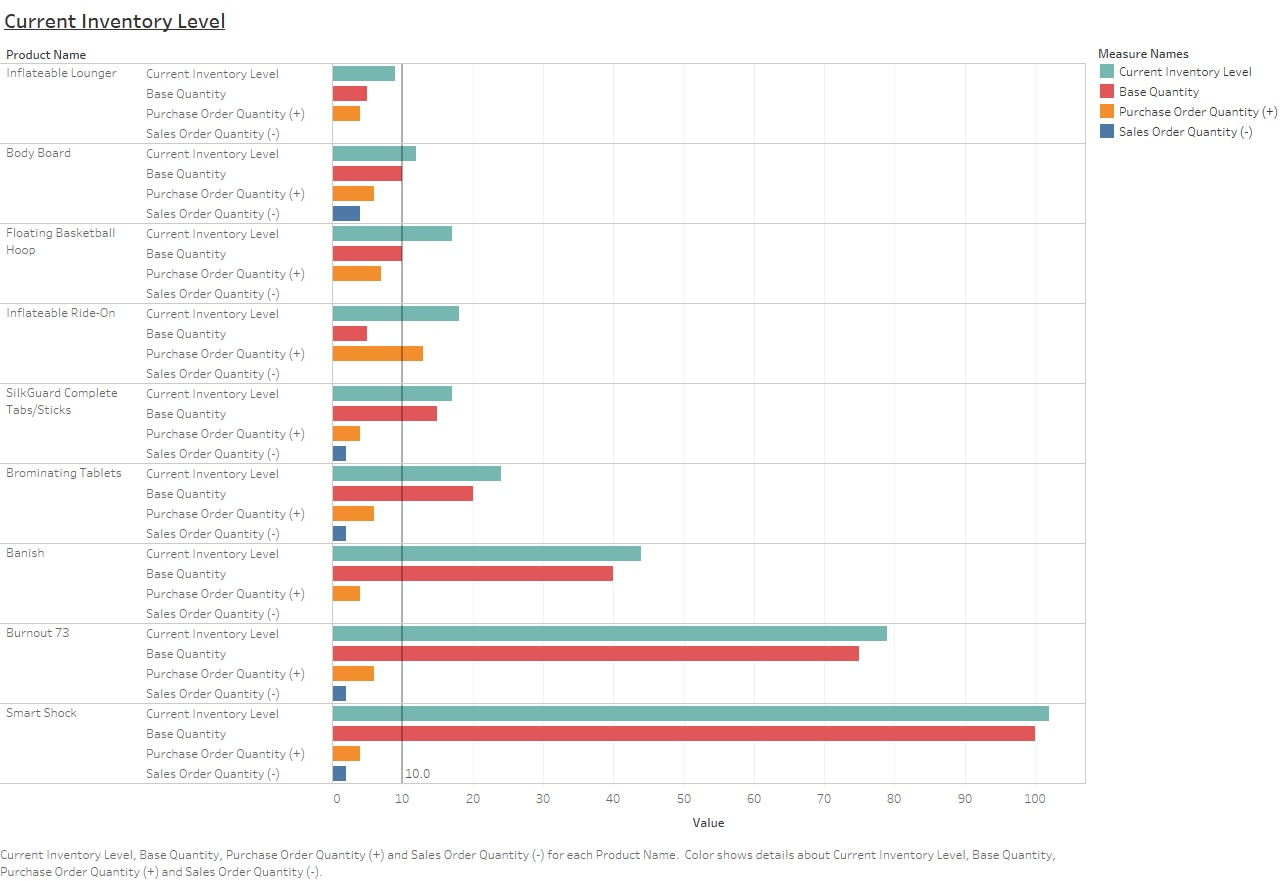 Current Inventory Level
Product Name
Measure Names
Current Inventory Level
Base Quantity
Purchase Order Quantity (+)
Sales Order Quantity (-)
Inflateable Lounger
Current Inventory Level
Base Quantity
Purchase Order Quantity (+)
Sales Order Quantity (-)
Body Board
Current Inventory Level
Base Quantity
Purchase Order Quantity (+)
Sales Order Quantity (-)
Floating Basketball
Hoop
Current Inventory Level
Base Quantity
Purchase Order Quantity (+)
Sales Order Quantity (-)
Inflateable Ride-On
Current Inventory Level
Base Quantity
Purchase Order Quantity (+)
Sales Order Quantity (-)
SilkGuard Complete
Tabs/Sticks
Current Inventory Level
Base Quantity
Purchase Order Quantity (+)
Sales Order Quantity (-)
Brominating Tablets
Current Inventory Level
Base Quantity
Purchase Order Quantity (+)
Sales Order Quantity (-)
Banish
Current Inventory Level
Base Quantity
Purchase Order Quantity (+)
Sales Order Quantity (-)
Burnout 73
Current Inventory Level
Base Quantity
Purchase Order Quantity (+)
Sales Order Quantity (-)
Smart Shock
Current Inventory Level
Base Quantity
Purchase Order Quantity (+)
Sales Order Quantity (-)
10.0
0 10 20 30 40 50 60 70 80 90 100
Value
Current Inventory Level, Base Quantity, Purchase Order Quantity (+) and Sales Order Quantity (-) for each Product Name. Color shows details about Current Inventory Level, Base Quantity,
Purchase Order Quantity (+) and Sales Order Quantity (-).